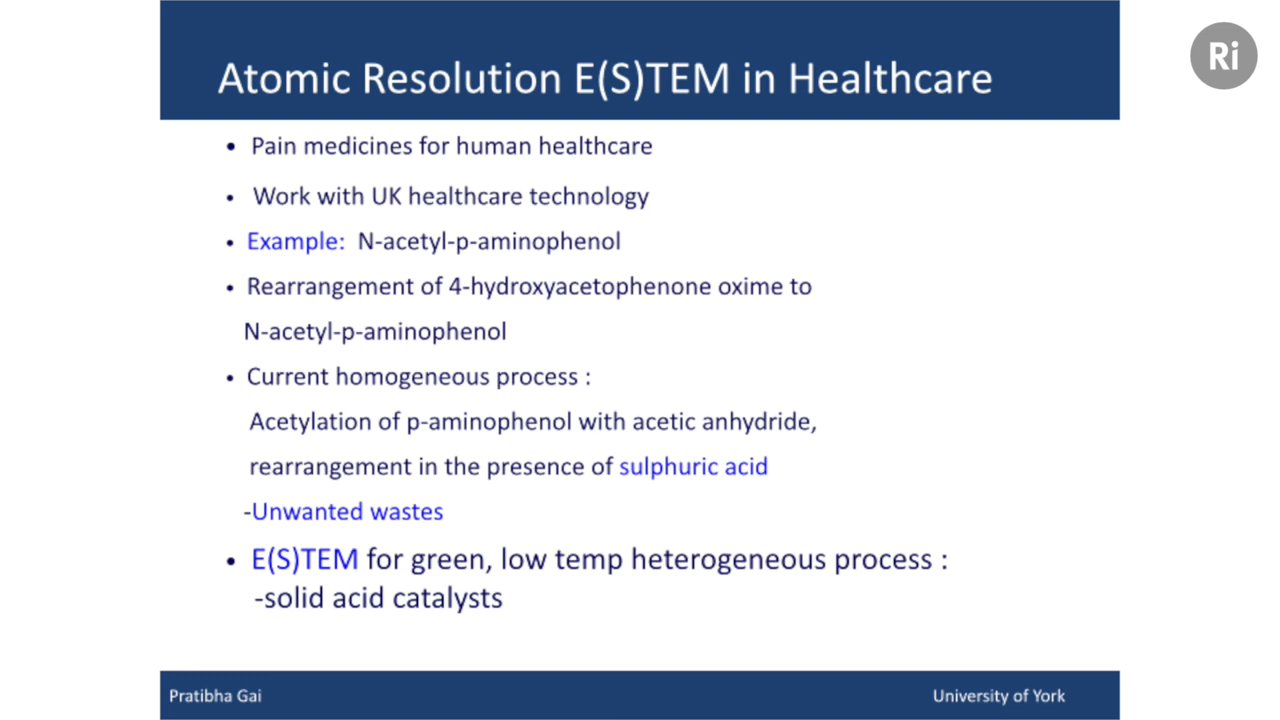 Ri
Atomic Resolution E(S)TEM in Healthcare
• Pain medicines for human healthcare
• Work with UK healthcare technology
• Example: N-acetyl-p-aminophenol
• Rearrangement of 4-hydroxyacetophenone oxime to
N-acetyl-p-aminophenol
• Current homogeneous process :
Acetylation of p-aminophenol with acetic anhydride,
rearrangement in the presence of sulphuric acid
-Unwanted wastes
• E(S)TEM for green, low temp heterogeneous process :
-solid acid catalysts
Pratibha Gai
University of York